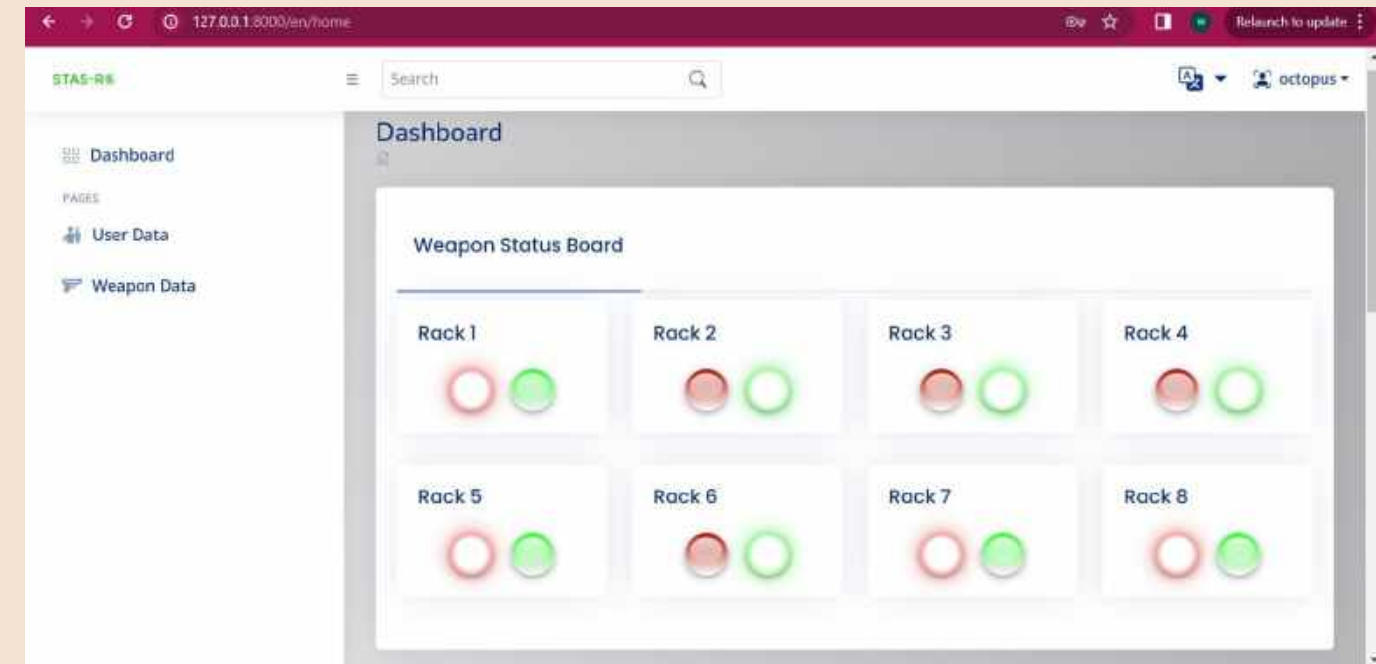 127.0.0.1:8000/en/home
Relaunch to update
STAS-R6
Search
octopus
Dashboard
Dashboard
PAGES
User Data
Weapon Data
Weapon Status Board
Rack 1
Rack 2
Rack 3
Rack 4
Rack 5
Rack 6
Rack 7
Rack 8